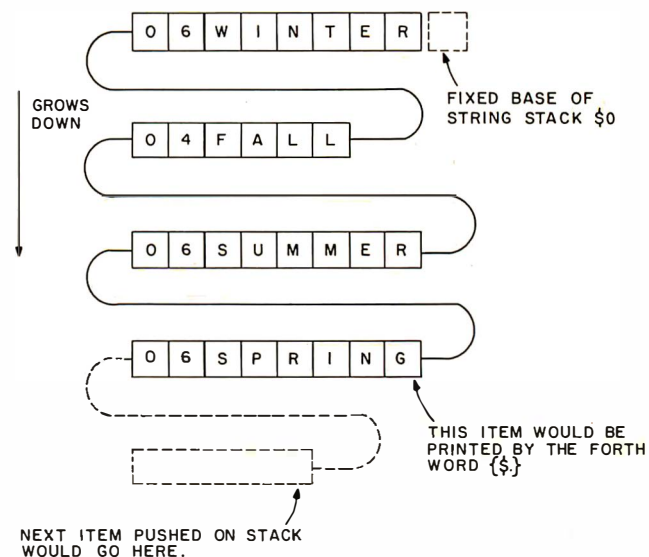 0 6 W I N T E R
FIXED BASE OF
STRING STACK $0
GROWS
DOWN
0 4 F A L L
0 6 S U M M E R
0 6 S P R I N G
THIS ITEM WOULD BE
PRINTED BY THE FORTH
WORD {$.}
NEXT ITEM PUSHED ON STACK
WOULD GO HERE.